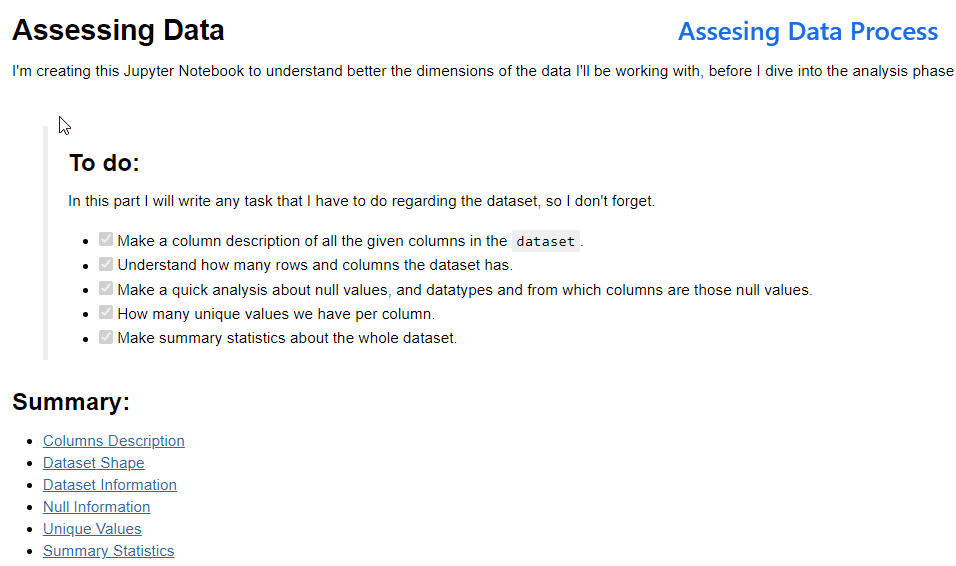 Assessing Data
Assesing Data Process
I'm creating this Jupyter Notebook to understand better the dimensions of the data I'll be working with, before I dive into the analysis phase
To do:
In this part I will write any task that I have to do regarding the dataset, so I don't forget.
Make a column description of all the given columns in the dataset.
Understand how many rows and columns the dataset has.
Make a quick analysis about null values, and datatypes and from which columns are those null values.
How many unique values we have per column.
Make summary statistics about the whole dataset.
Summary:
Columns Description
Dataset Shape
Dataset Information
Null Information
Unique Values
Summary Statistics